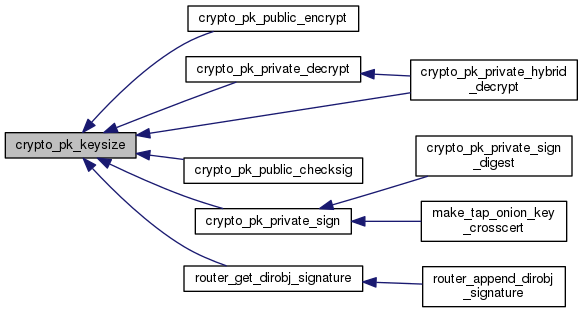 crypto_pk_public_encrypt
crypto_pk_private_decrypt
crypto_pk_private_hybrid
_decrypt
crypto_pk_keysize
crypto_pk_public_checksig
crypto_pk_private_sign
_digest
crypto_pk_private_sign
make_tap_onion_key
_crosscert
router_get_dirobj_signature
router_append_dirobj
_signature